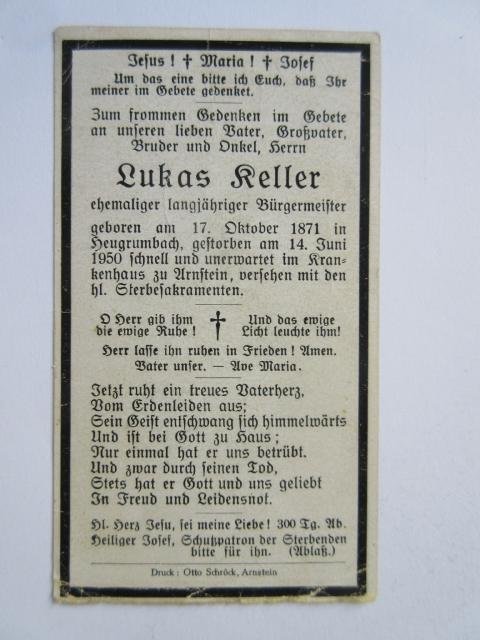 Jesus! ✝ Maria! ✝ Josef
Um das eine bitte ich Euch, daß Ihr
meiner im Gebete gedenket.
Zum frommen Gedenken im Gebete
an unseren lieben Vater, Großvater,
Bruder und Onkel, Herrn
Lukas Keller
ehemaliger langjähriger Bürgermeister
geboren am 17. Oktober 1871 in
Heugrumbach, gestorben am 14. Juni
1950 schnell und unerwartet im Kran-
kenhaus zu Arnstein, versehen mit den
hl. Sterbesakramenten.
O Herr gib ihm ✝ Und das ewige
die ewige Ruhe! Licht leuchte ihm!
Herr lasse ihn ruhen in Frieden! Amen.
Vater unser. — Ave Maria.
Jetzt ruht ein treues Vaterherz,
Vom Erdenleiden aus;
Sein Geist entschwang sich himmelwärts
Und ist bei Gott zu Haus;
Nur einmal hat er uns betrübt.
Und zwar durch seinen Tod,
Stets hat er Gott und uns geliebt
In Freud und Leidensnot.
Hl. Herz Jesu, sei meine Liebe! 300 Tg. Ab.
Heiliger Josef, Schutzpatron der Sterbenden
bitte für ihn. (Ablaß.)
Druck: Otto Schröck, Arnstein